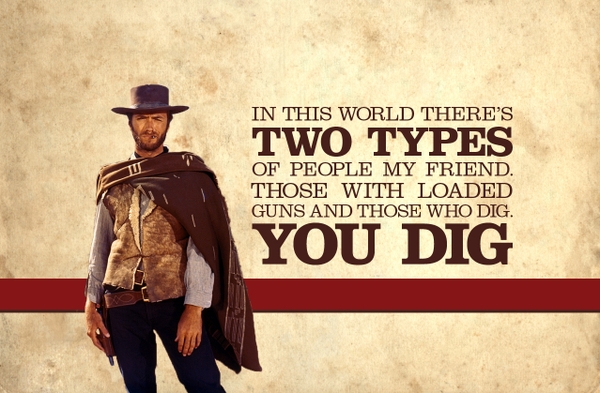 IN THIS WORLD THERE'S
TWO TYPES
OF PEOPLE MY FRIEND.
THOSE WITH LOADED
GUNS AND THOSE WHO DIG.
YOU DIG